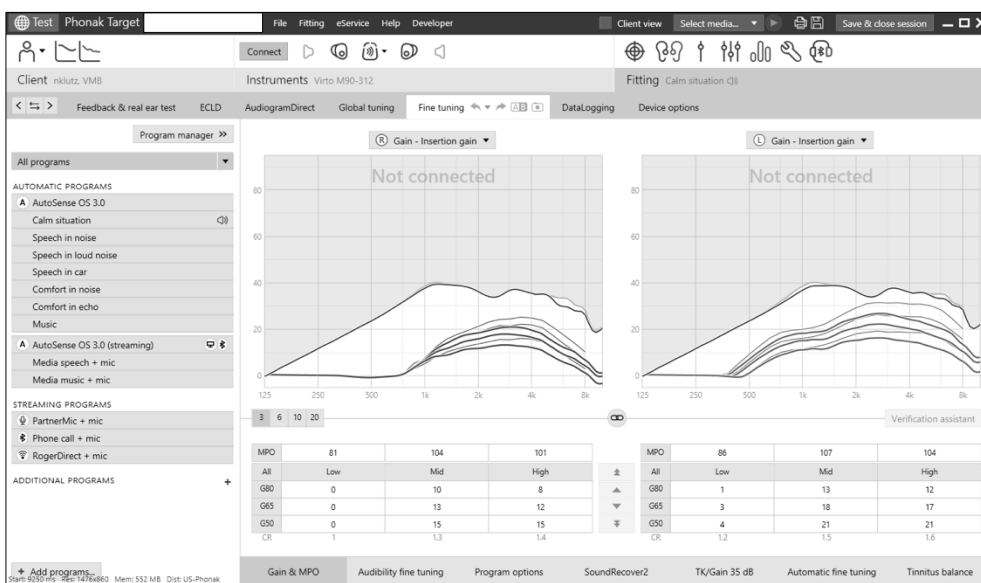 Test Phonak Target File Fitting eService Help Developer Client view Select media... Save & close session
Connect
Client nklutz, VMB Instruments Virto M90-312 Fitting Calm situation
Feedback & real ear test ECLD AudiogramDirect Global tuning Fine tuning AB DataLogging Device options
Program manager »
All programs
AUTOMATIC PROGRAMS
A AutoSense OS 3.0
Calm situation
Speech in noise
Speech in loud noise
Speech in car
Comfort in noise
Comfort in echo
Music
A AutoSense OS 3.0 (streaming)
Media speech + mic
Media music + mic
STREAMING PROGRAMS
PartnerMic + mic
Phone call + mic
RogerDirect + mic
ADDITIONAL PROGRAMS +
+ Add programs...
Start: 9250 ms Res: 1476x860 Mem: 552 MB Dist: US-Phonak
R Gain - Insertion gain
Not connected
80
60
40
20
0
125 250 500 1k 2k 4k 8k
L Gain - Insertion gain
Not connected
80
60
40
20
0
125 250 500 1k 2k 4k 8k
3 6 10 20 Verification assistant
MPO 81 104 101
All Low Mid High
G80 0 10 8
G65 0 13 12
G50 0 15 15
CR 1 1.3 1.4
MPO 86 107 104
All Low Mid High
G80 1 13 12
G65 3 18 17
G50 4 21 21
CR 1.2 1.5 1.6
Gain & MPO Audibility fine tuning Program options SoundRecover2 TK/Gain 35 dB Automatic fine tuning Tinnitus balance